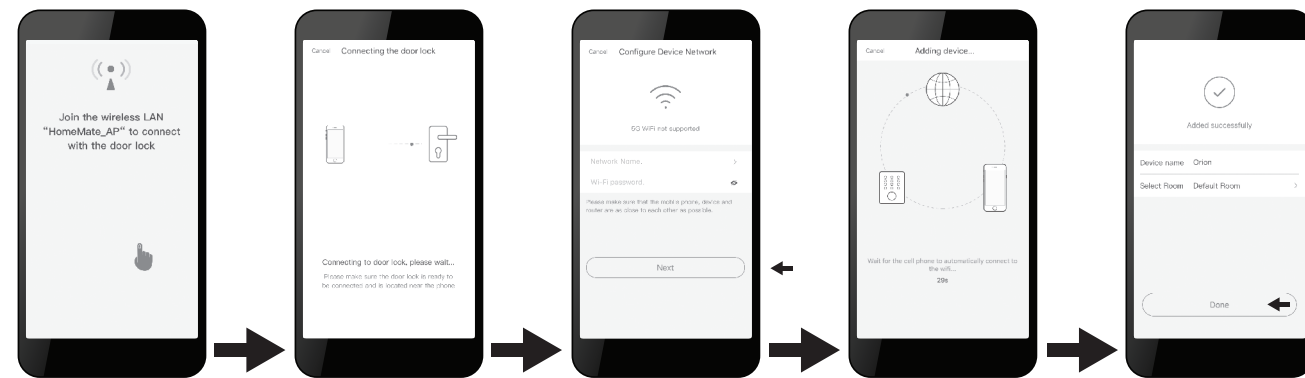 Join the wireless LAN
“HomeMate_AP“ to connect
with the door lock
Cancel Connecting the door lock
Connecting to door lock, please wait...
Please make sure the door lock is ready to
be connected and is located near the phone
Cancel Configure Device Network
5G WiFi not supported
Network Name.
Wi-Fi password.
Please make sure that the mobile phone, device and
router are as close to each other as possible.
Next
Cancel Adding device...
Wait for the cell phone to automatically connect to
the wifi...
29s
Added successfully
Device name Orion
Select Room Default Room
Done